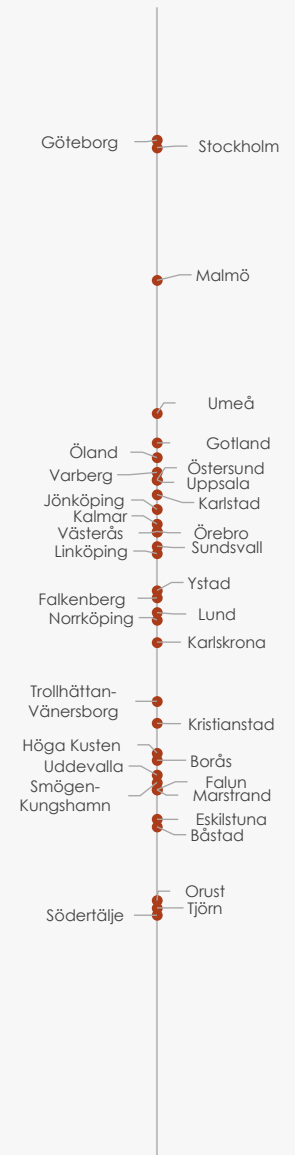 Göteborg
Stockholm
Malmö
Umeå
Gotland
Öland
Östersund
Varberg
Uppsala
Jönköping
Karlstad
Kalmar
Västerås
Örebro
Sundsvall
Linköping
Ystad
Falkenberg
Lund
Norrköping
Karlskrona
Trollhättan-
Vänersborg
Kristianstad
Höga Kusten
Borås
Uddevalla
Falun
Smögen-
Kungshamn
Marstrand
Eskilstuna
Båstad
Orust
Tjörn
Södertälje